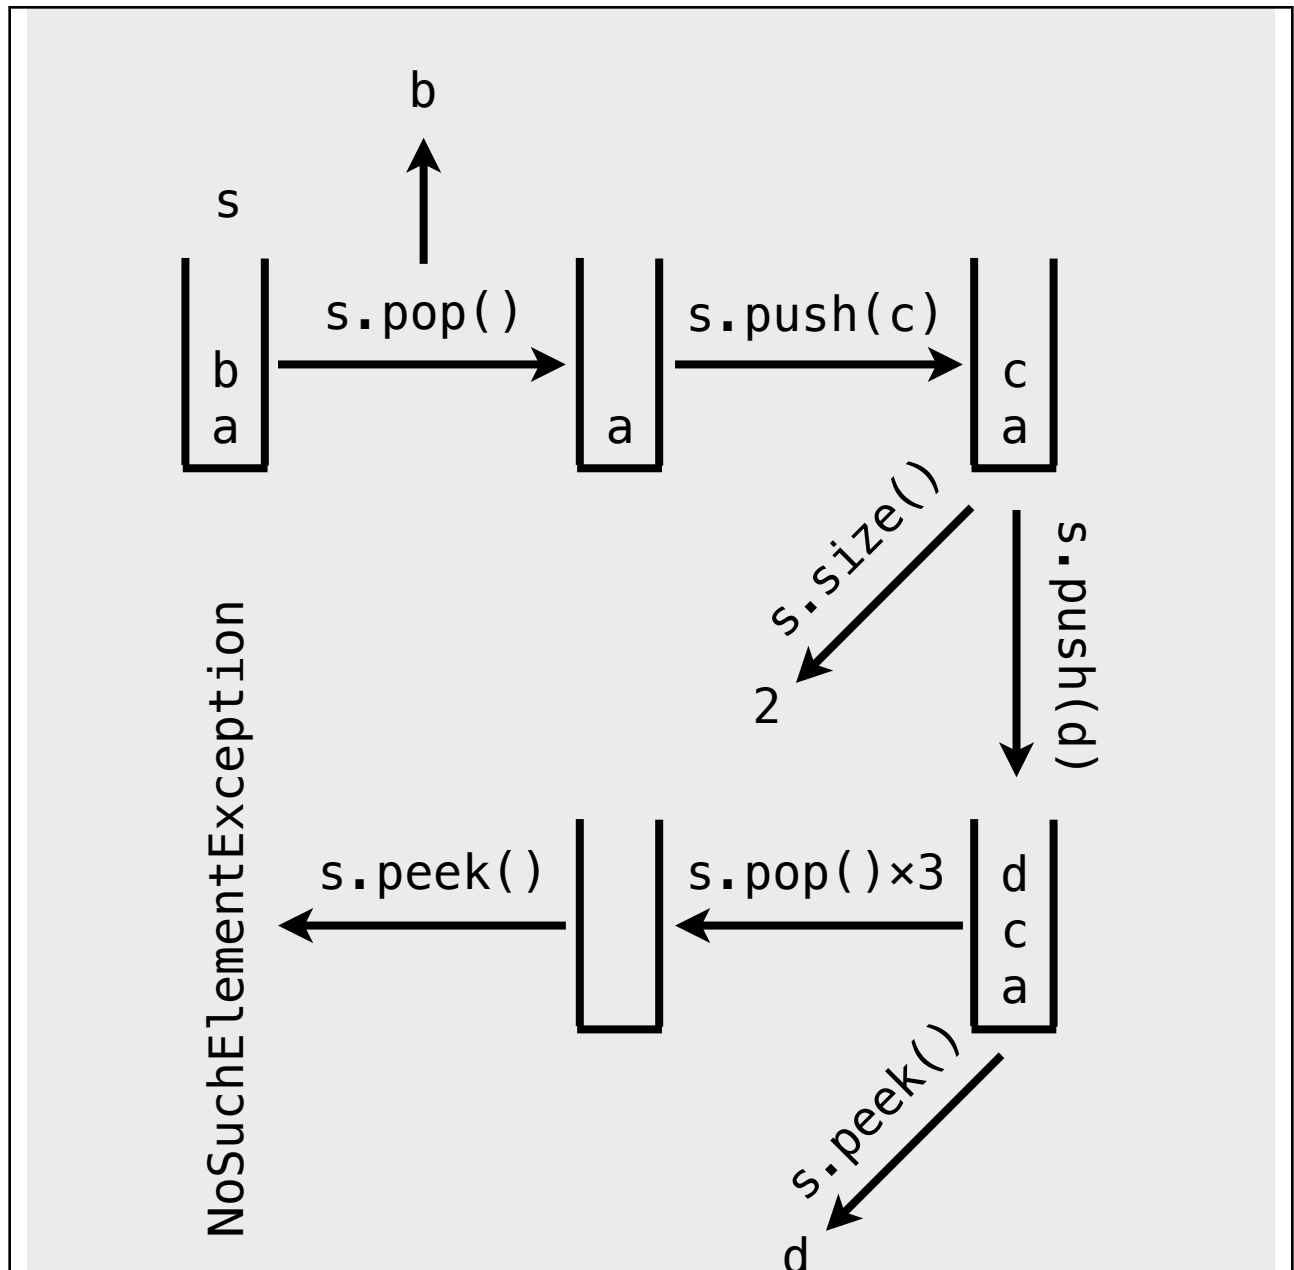 b
s
s.pop()
s.push(c)
b
a
a
c
a
s.size()
s.push(d)
2
NoSuchElementException
s.peek()
s.pop()×3
d
c
a
s.peek()
d